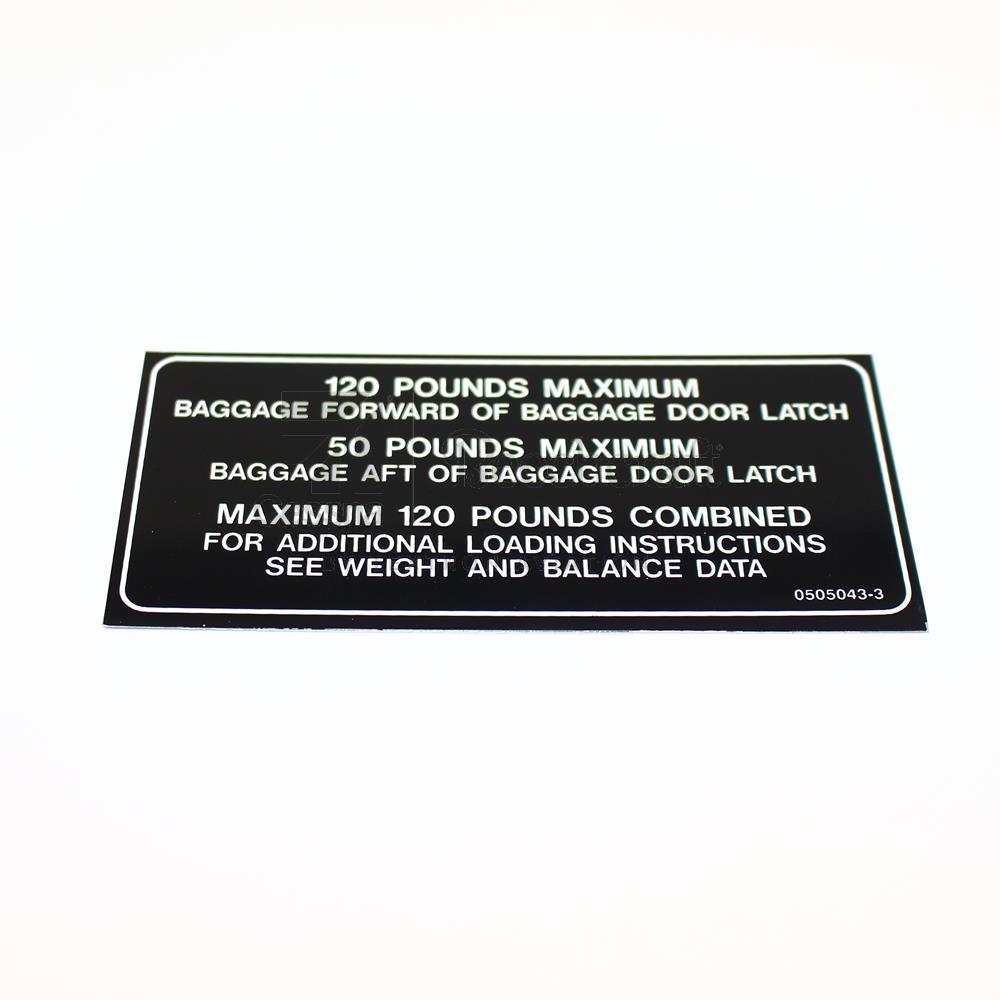 120 POUNDS MAXIMUM
BAGGAGE FORWARD OF BAGGAGE DOOR LATCH
50 POUNDS MAXIMUM
BAGGAGE AFT OF BAGGAGE DOOR LATCH
MAXIMUM 120 POUNDS COMBINED
FOR ADDITIONAL LOADING INSTRUCTIONS
SEE WEIGHT AND BALANCE DATA
0505043-3